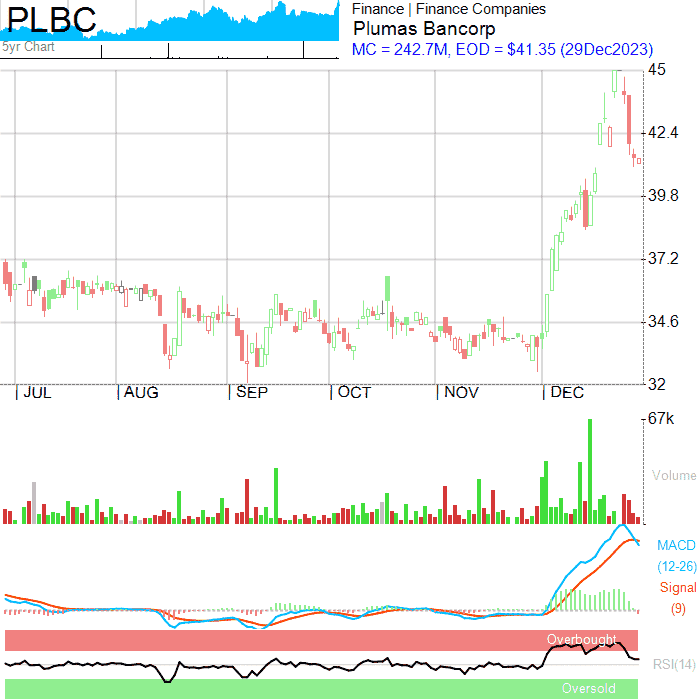 PLBC
5yr Chart
Finance | Finance Companies
Plumas Bancorp
MC = 242.7M, EOD = $41.35 (29Dec2023)
45
42.4
39.8
37.2
34.6
32
JUL AUG SEP OCT NOV DEC
67k
Volume
MACD
(12-26)
Signal
(9)
Overbought
RSI(14)
Oversold